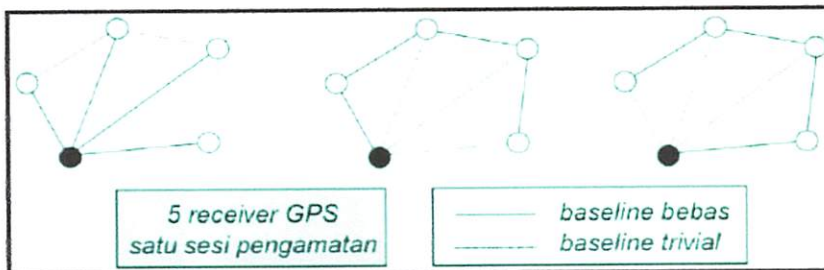 5 receiver GPS
satu sesi pengamatan
baseline bebas
baseline trivial